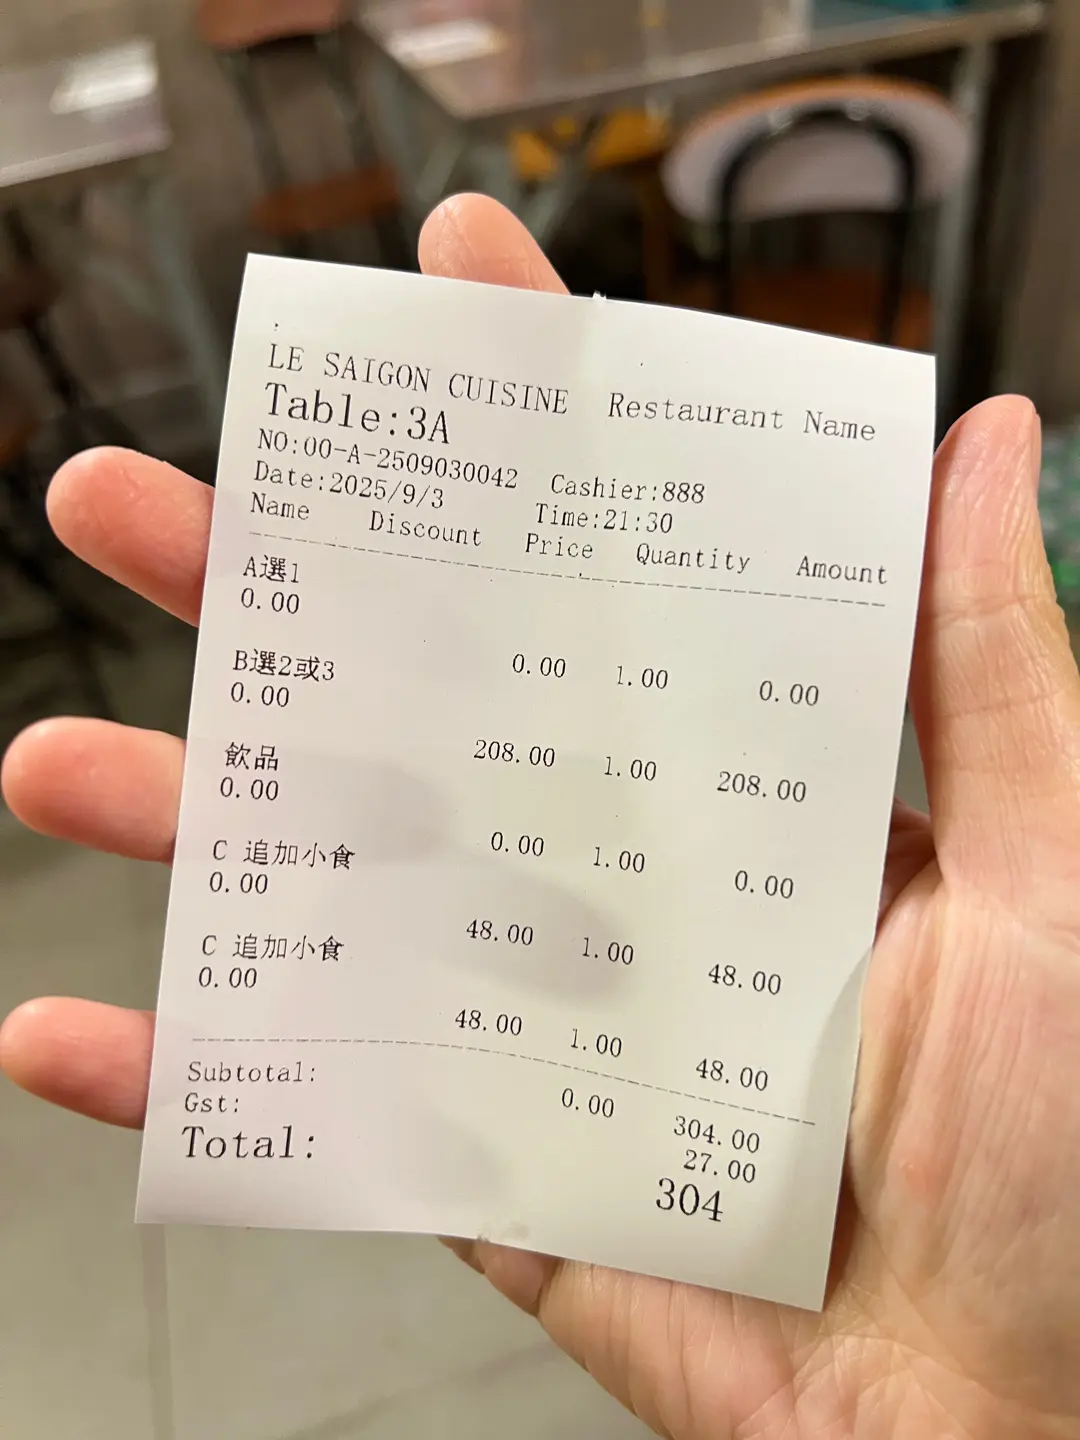 LE SAIGON CUISINE Restaurant Name
Table:3A
NO:00-A-2509030042 Cashier:888
Date:2025/9/3 Time:21:30
Name Discount Price Quantity Amount
A選1
0.00
0.00 1.00 0.00
B選2或3
0.00
208.00 1.00 208.00
飲品
0.00
0.00 1.00 0.00
C 追加小食
0.00
48.00 1.00 48.00
C 追加小食
0.00
48.00 1.00 48.00
Subtotal: 0.00 304.00
Gst: 27.00
Total: 304